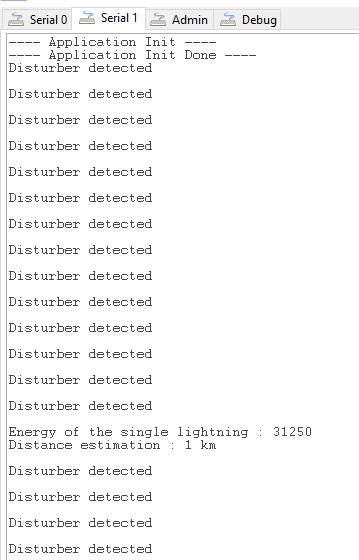 Serial 0 Serial 1 Admin Debug
---- Application Init ----
---- Application Init Done ----
Disturber detected
Disturber detected
Disturber detected
Disturber detected
Disturber detected
Disturber detected
Disturber detected
Disturber detected
Disturber detected
Disturber detected
Disturber detected
Disturber detected
Disturber detected
Disturber detected
Energy of the single lightning : 31250
Distance estimation : 1 km
Disturber detected
Disturber detected
Disturber detected
Disturber detected